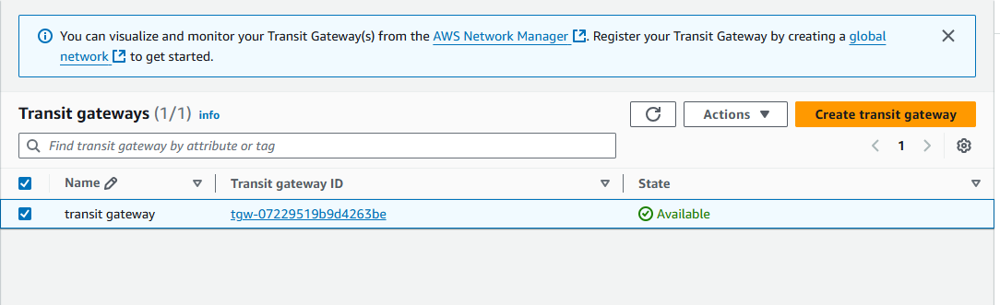 You can visualize and monitor your Transit Gateway(s) from the AWS Network Manager. Register your Transit Gateway by creating a global
network to get started.
Transit gateways (1/1) info
Actions
Create transit gateway
Find transit gateway by attribute or tag
1
Name
Transit gateway ID
State
transit gateway
tgw-07229519b9d4263be
Available